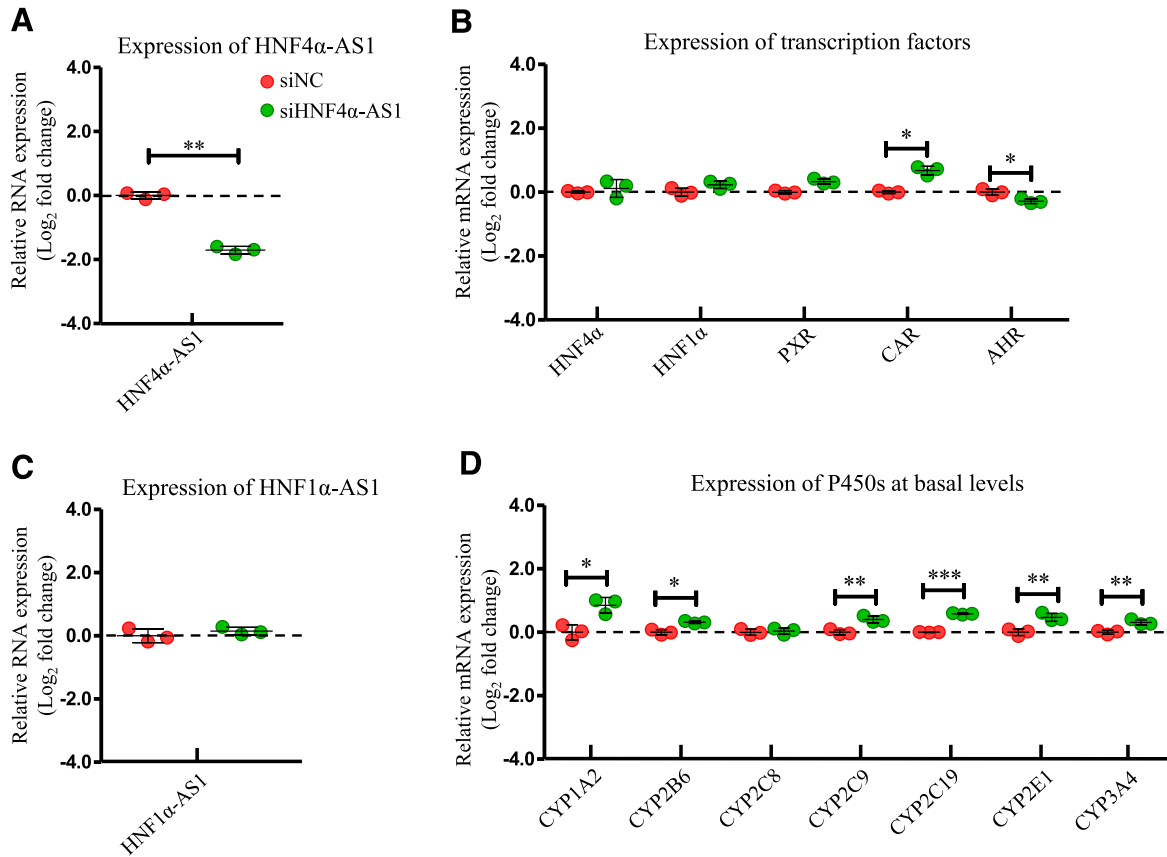 A
Expression of HNF4α-AS1
siNC
siHNF4α-AS1
Relative RNA expression
(Log2 fold change)
4.0
2.0
0.0
-2.0
-4.0
**
HNF4α-AS1
B
Expression of transcription factors
Relative mRNA expression
(Log2 fold change)
4.0
2.0
0.0
-2.0
-4.0
*
*
HNF4α
HNF1α
PXR
CAR
AHR
C
Expression of HNF1α-AS1
Relative RNA expression
(Log2 fold change)
4.0
2.0
0.0
-2.0
-4.0
HNF1α-AS1
D
Expression of P450s at basal levels
Relative mRNA expression
(Log2 fold change)
4.0
2.0
0.0
-2.0
-4.0
*
*
**
***
**
**
CYP1A2
CYP2B6
CYP2C8
CYP2C9
CYP2C19
CYP2E1
CYP3A4